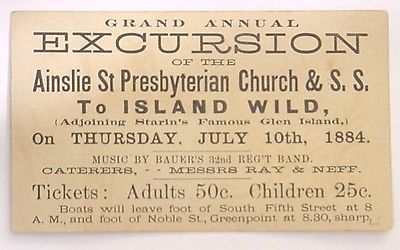 GRAND ANNUAL
EXCURSION
OF THE
Ainslie St Presbyterian Church & S. S.
To ISLAND WILD,
(Adjoining Starin's Famous Glen Island,)
On THURSDAY, JULY 10th, 1884.
MUSIC BY BAUER'S 32nd REG'T BAND.
CATERERS, - - MESSRS RAY & NEFF.
Tickets: Adults 50c. Children 25c.
Boats will leave foot of South Fifth Street at 8
A. M., and foot of Noble St., Greenpoint at 8.30, sharp.